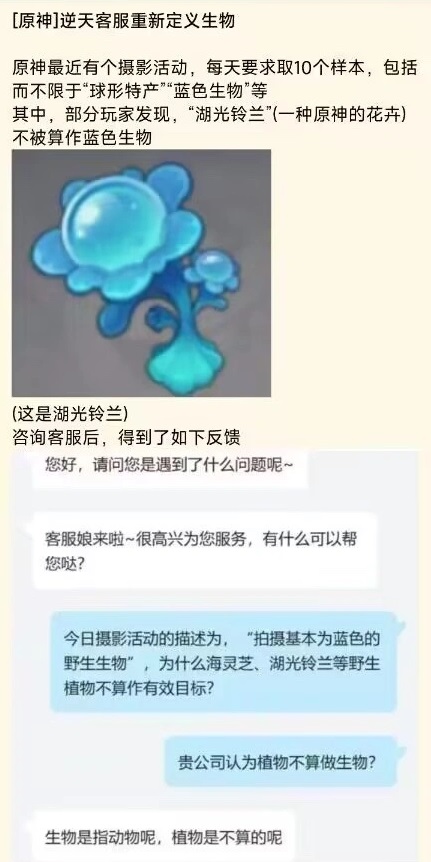 [原神]逆天客服重新定义生物
原神最近有个摄影活动，每天要求取10个样本，包括
而不限于“球形特产”“蓝色生物”等
其中，部分玩家发现，“湖光铃兰”(一种原神的花卉)
不被算作蓝色生物
(这是湖光铃兰)
咨询客服后，得到了如下反馈
您好，请问您是遇到了什么问题呢~
客服娘来啦~很高兴为您服务，有什么可以帮
您哒？
今日摄影活动的描述为，“拍摄基本为蓝色的
野生生物”，为什么海灵芝、湖光铃兰等野生
植物不算作有效目标？
贵公司认为植物不算做生物？
生物是指动物呢，植物是不算的呢